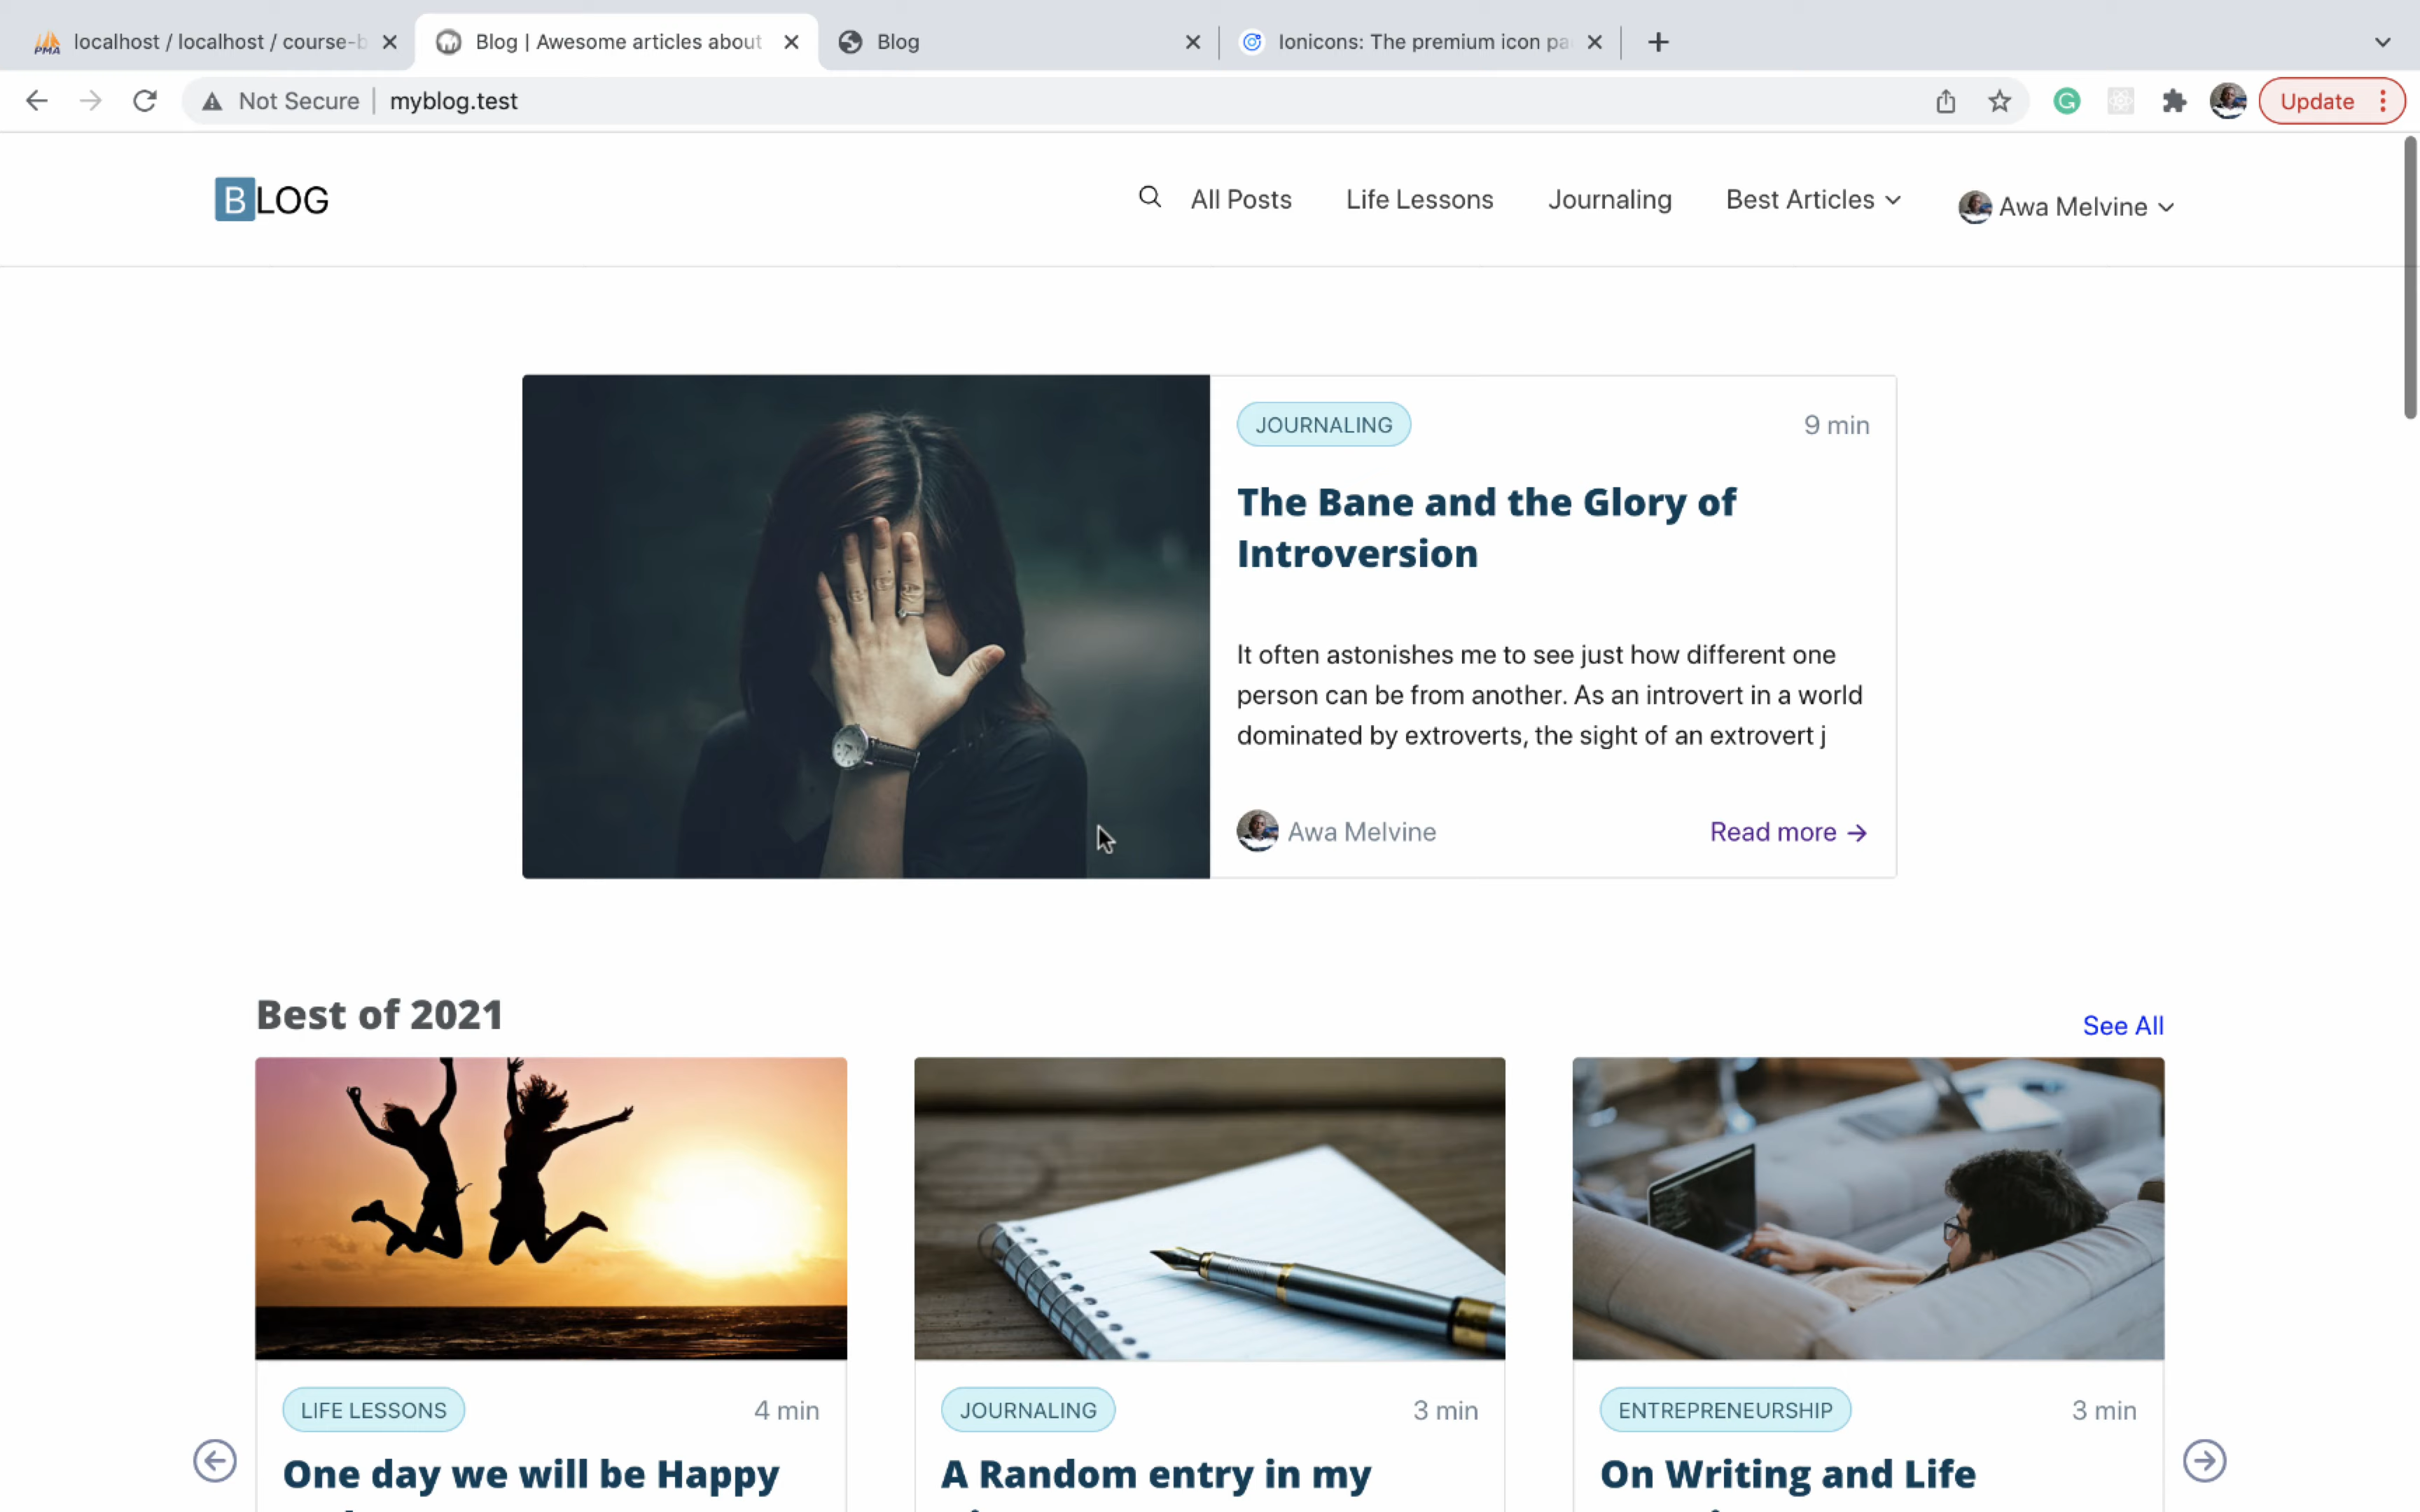 localhost / localhost / course-b
Blog | Awesome articles about
Blog
Ionicons: The premium icon pa
Not Secure | myblog.test
Update
BLOG
All Posts
Life Lessons
Journaling
Best Articles
Awa Melvine
JOURNALING
9 min
The Bane and the Glory of
Introversion
It often astonishes me to see just how different one
person can be from another. As an introvert in a world
dominated by extroverts, the sight of an extrovert j
Awa Melvine
Read more →
Best of 2021
See All
LIFE LESSONS
4 min
One day we will be Happy
JOURNALING
3 min
A Random entry in my
ENTREPRENEURSHIP
3 min
On Writing and Life